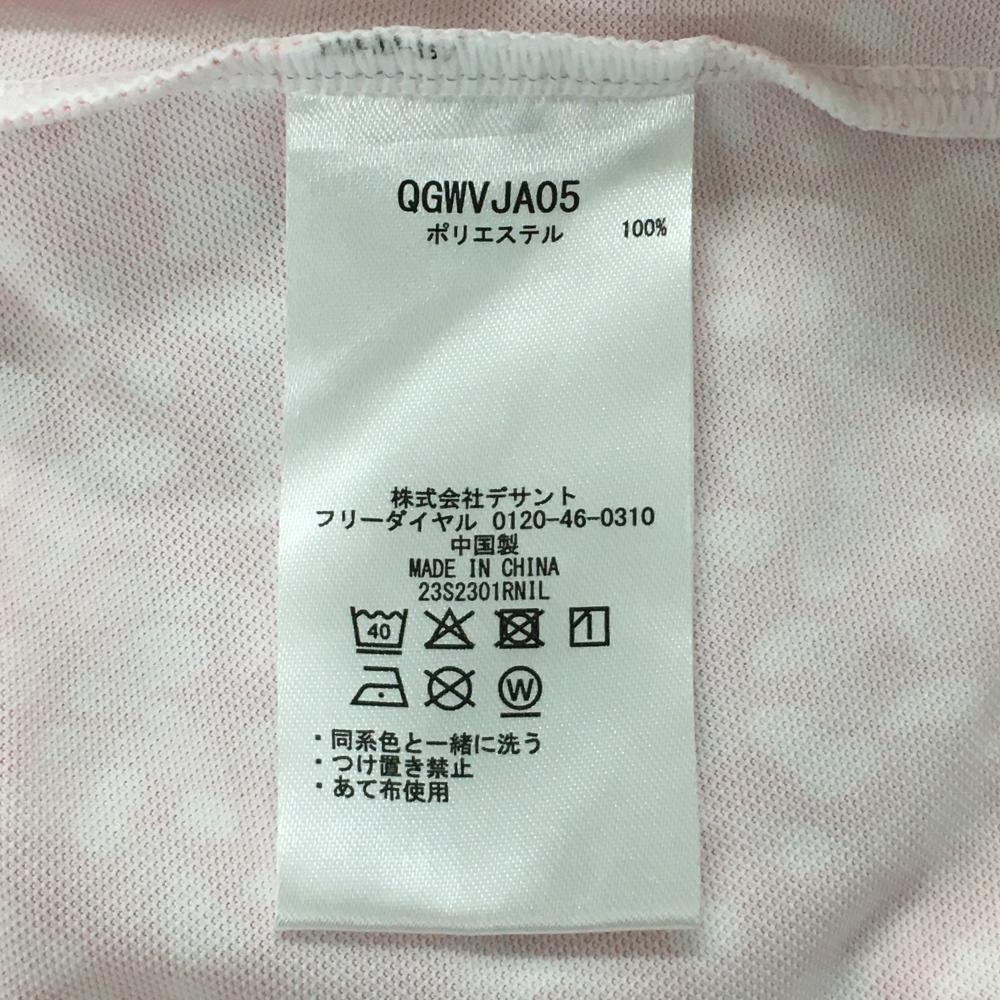 QGWVJA05
ポリエステル 100%
株式会社デサント
フリーダイヤル 0120-46-0310
中国製
MADE IN CHINA
23S2301RNIL
40
W
・同系色と一緒に洗う
・つけ置き禁止
・あて布使用